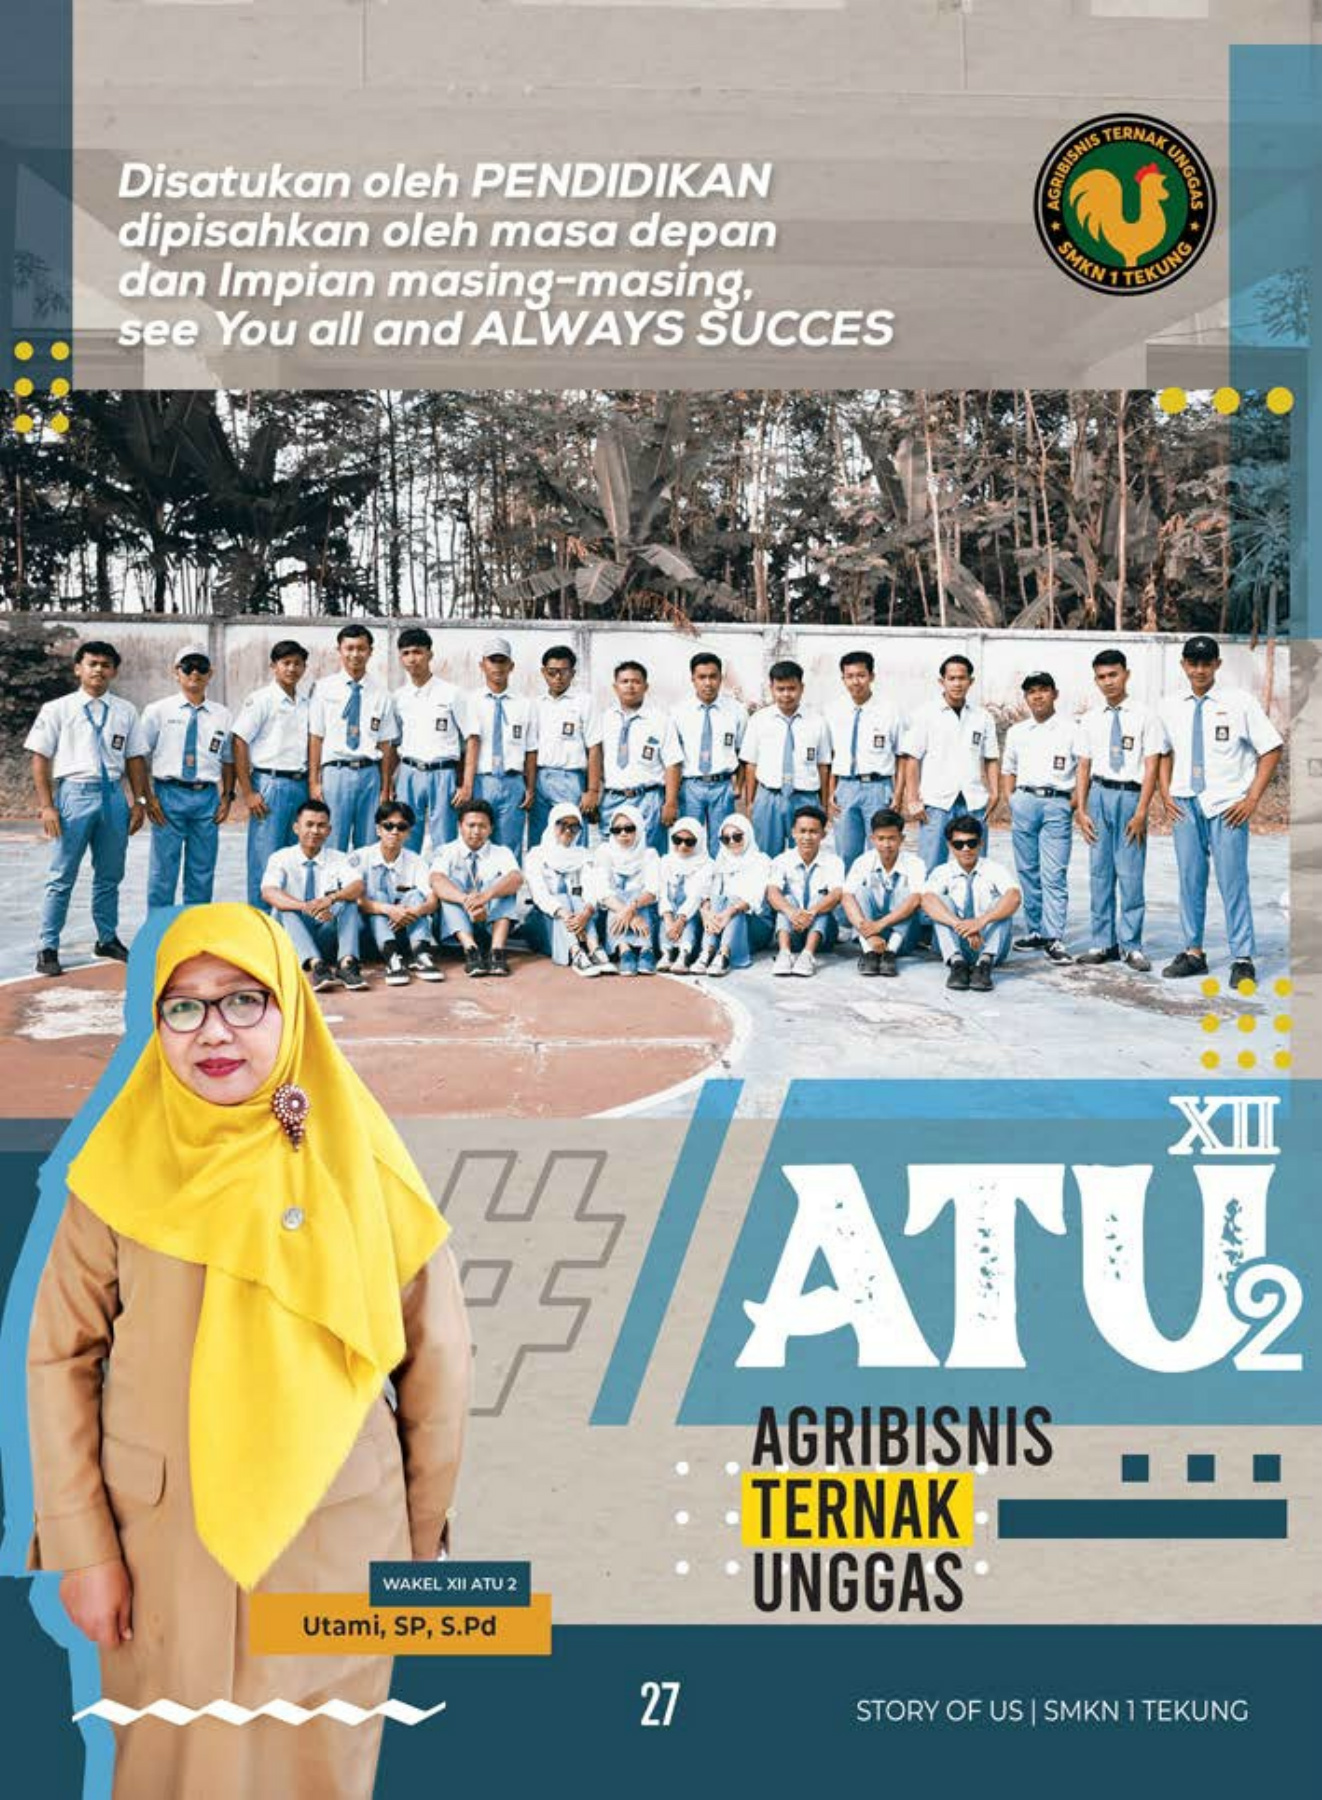 Disatukan oleh PENDIDIKAN
dipisahkan oleh masa depan
dan Impian masing-masing,
see You all and ALWAYS SUCCES
AGRIBISNIS TERNAK UNGGAS
SMKN 1 TEKUNG
#
XII
ATU2
AGRIBISNIS
TERNAK
UNGGAS
WAKEL XII ATU 2
Utami, SP, S.Pd
27
STORY OF US | SMKN 1 TEKUNG